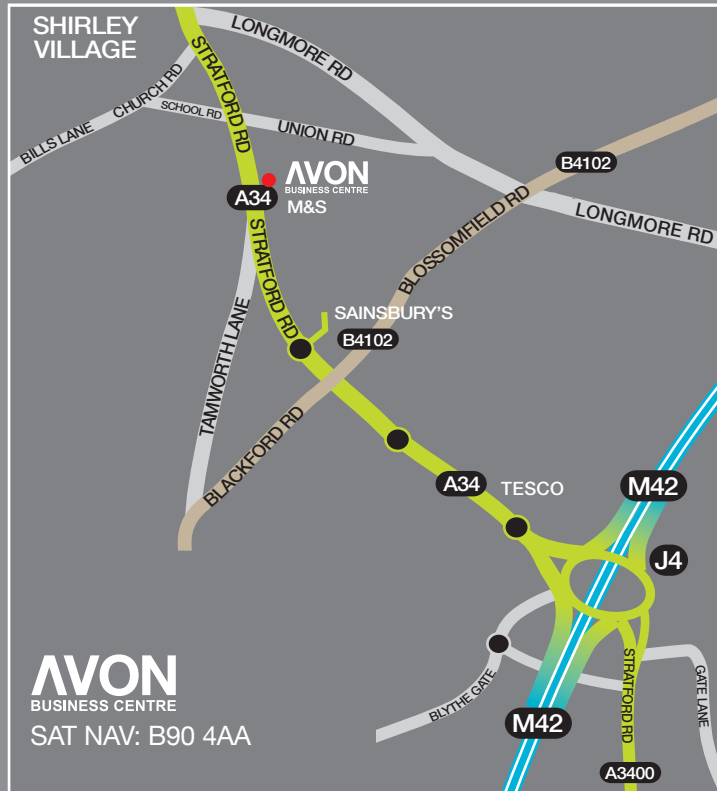 SHIRLEY
VILLAGE
LONGMORE RD
STRATFORD RD
CHURCH RD
SCHOOL RD
BILLS LANE
UNION RD
B4102
AVON
BUSINESS CENTRE
A34
M&S
LONGMORE RD
BLOSSOMFIELD RD
STRATFORD RD
SAINSBURY'S
B4102
TAMWORTH LANE
BLACKFORD RD
A34
TESCO
M42
J4
AVON
BUSINESS CENTRE
SAT NAV: B90 4AA
BLYTHE GATE
STRATFORD RD
GATE LANE
M42
A3400